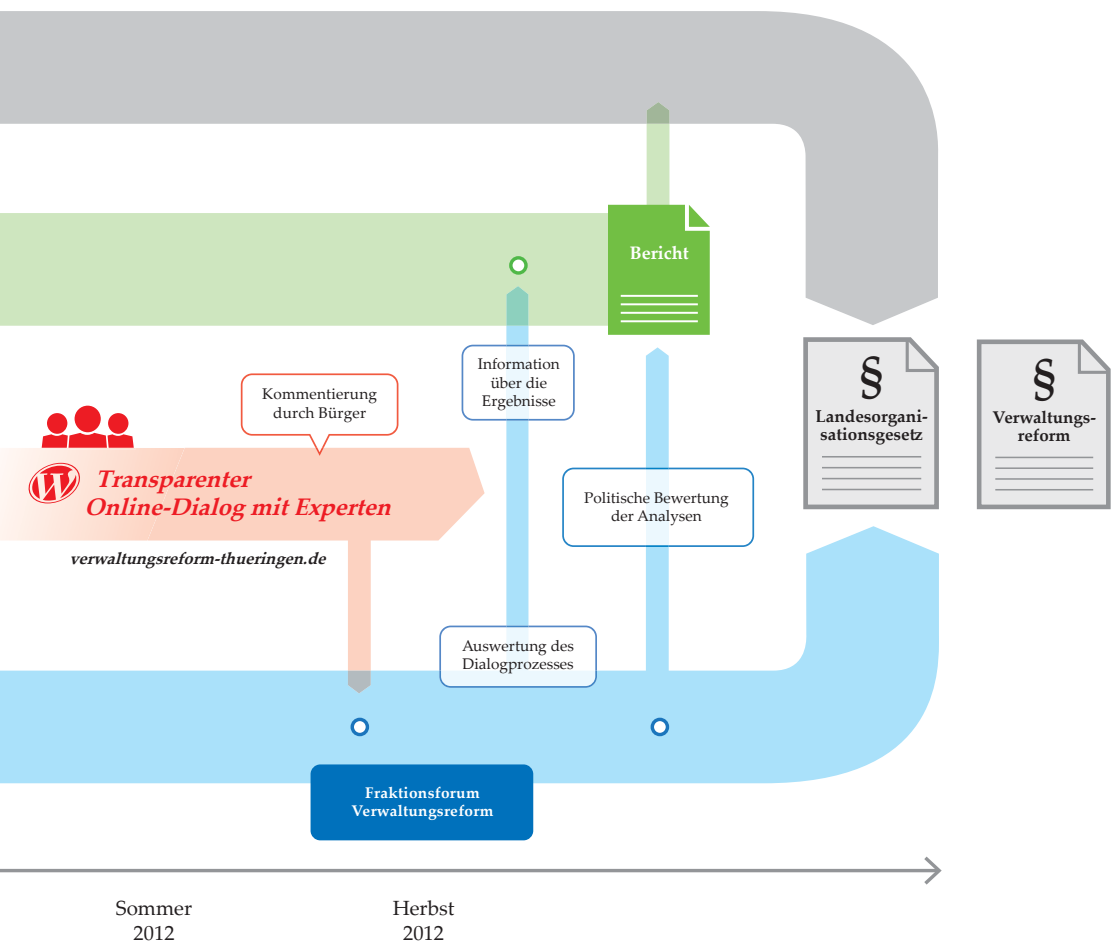 Bericht
Information
über die
Ergebnisse
§
Landesorgani-
sationsgesetz
§
Verwaltungs-
reform
Kommentierung
durch Bürger
Transparenter
Online-Dialog mit Experten
verwaltungsreform-thueringen.de
Politische Bewertung
der Analysen
Auswertung des
Dialogprozesses
Fraktionsforum
Verwaltungsreform
Sommer
2012
Herbst
2012